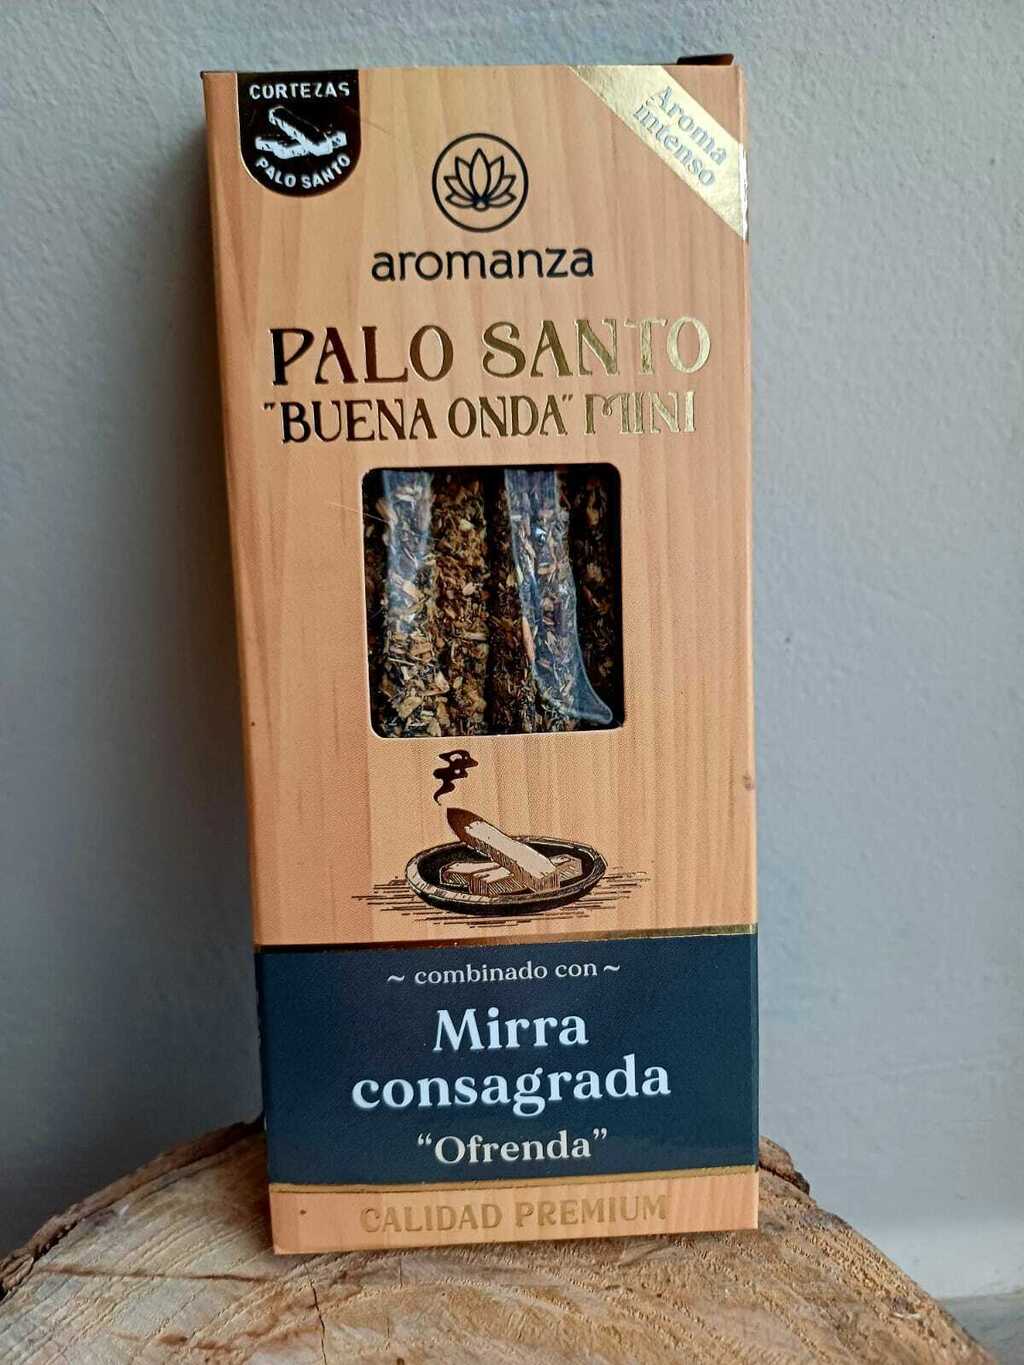 CORTEZAS
PALO SANTO
Aroma
intenso
aromanza
PALO SANTO
"BUENA ONDA" MINI
~ combinado con ~
Mirra
consagrada
"Ofrenda"
CALIDAD PREMIUM